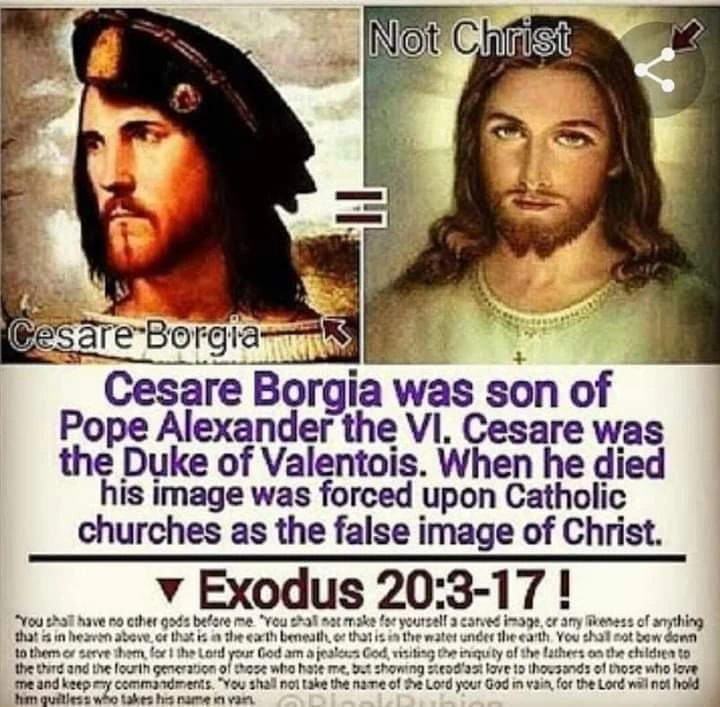 Not Christ
=
Cesare Borgia
Cesare Borgia was son of
Pope Alexander the VI. Cesare was
the Duke of Valentois. When he died
his image was forced upon Catholic
churches as the false image of Christ.
▼ Exodus 20:3-17 !
"You shall have no other gods before me. "You shall not make for yourself a carved image, or any likeness of anything
that is in heaven above, or that is in the earth beneath, or that is in the water under the earth. You shall not bow down
to them or serve them, for I the Lord your God am a jealous God, visiting the iniquity of the fathers on the children to
the third and the fourth generation of those who hate me, but showing steadfast love to thousands of those who love
me and keep my commandments. "You shall not take the name of the Lord your God in vain, for the Lord will not hold
him guiltless who takes his name in vain.